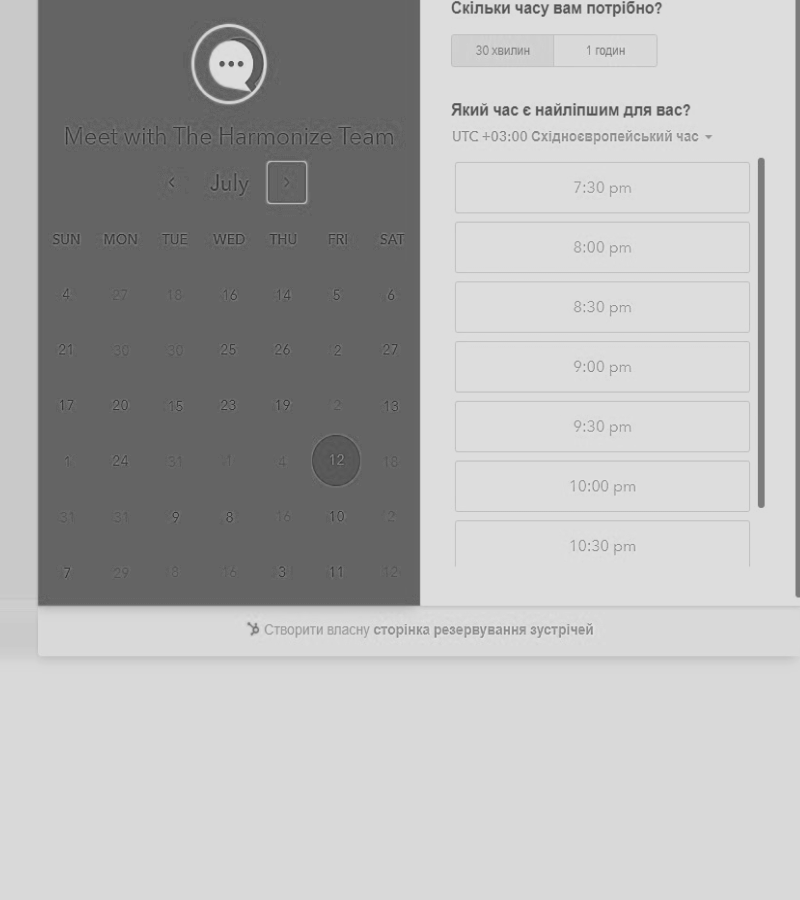 Meet with The Harmonize Team
July
SUN MON TUE WED THU FRI SAT
4 27 18 16 14 5 6
21 30 30 25 26 2 27
17 20 15 23 19 2 13
1 24 31 1 4 12 18
31 31 9 8 16 10 2
7 29 8 16 3 11 12
Скільки часу вам потрібно?
30 хвилин 1 годин
Який час є найліпшим для вас?
UTC +03:00 Східноєвропейський час
7:30 pm
8:00 pm
8:30 pm
9:00 pm
9:30 pm
10:00 pm
10:30 pm
Створити власну сторінка резервування зустрічей